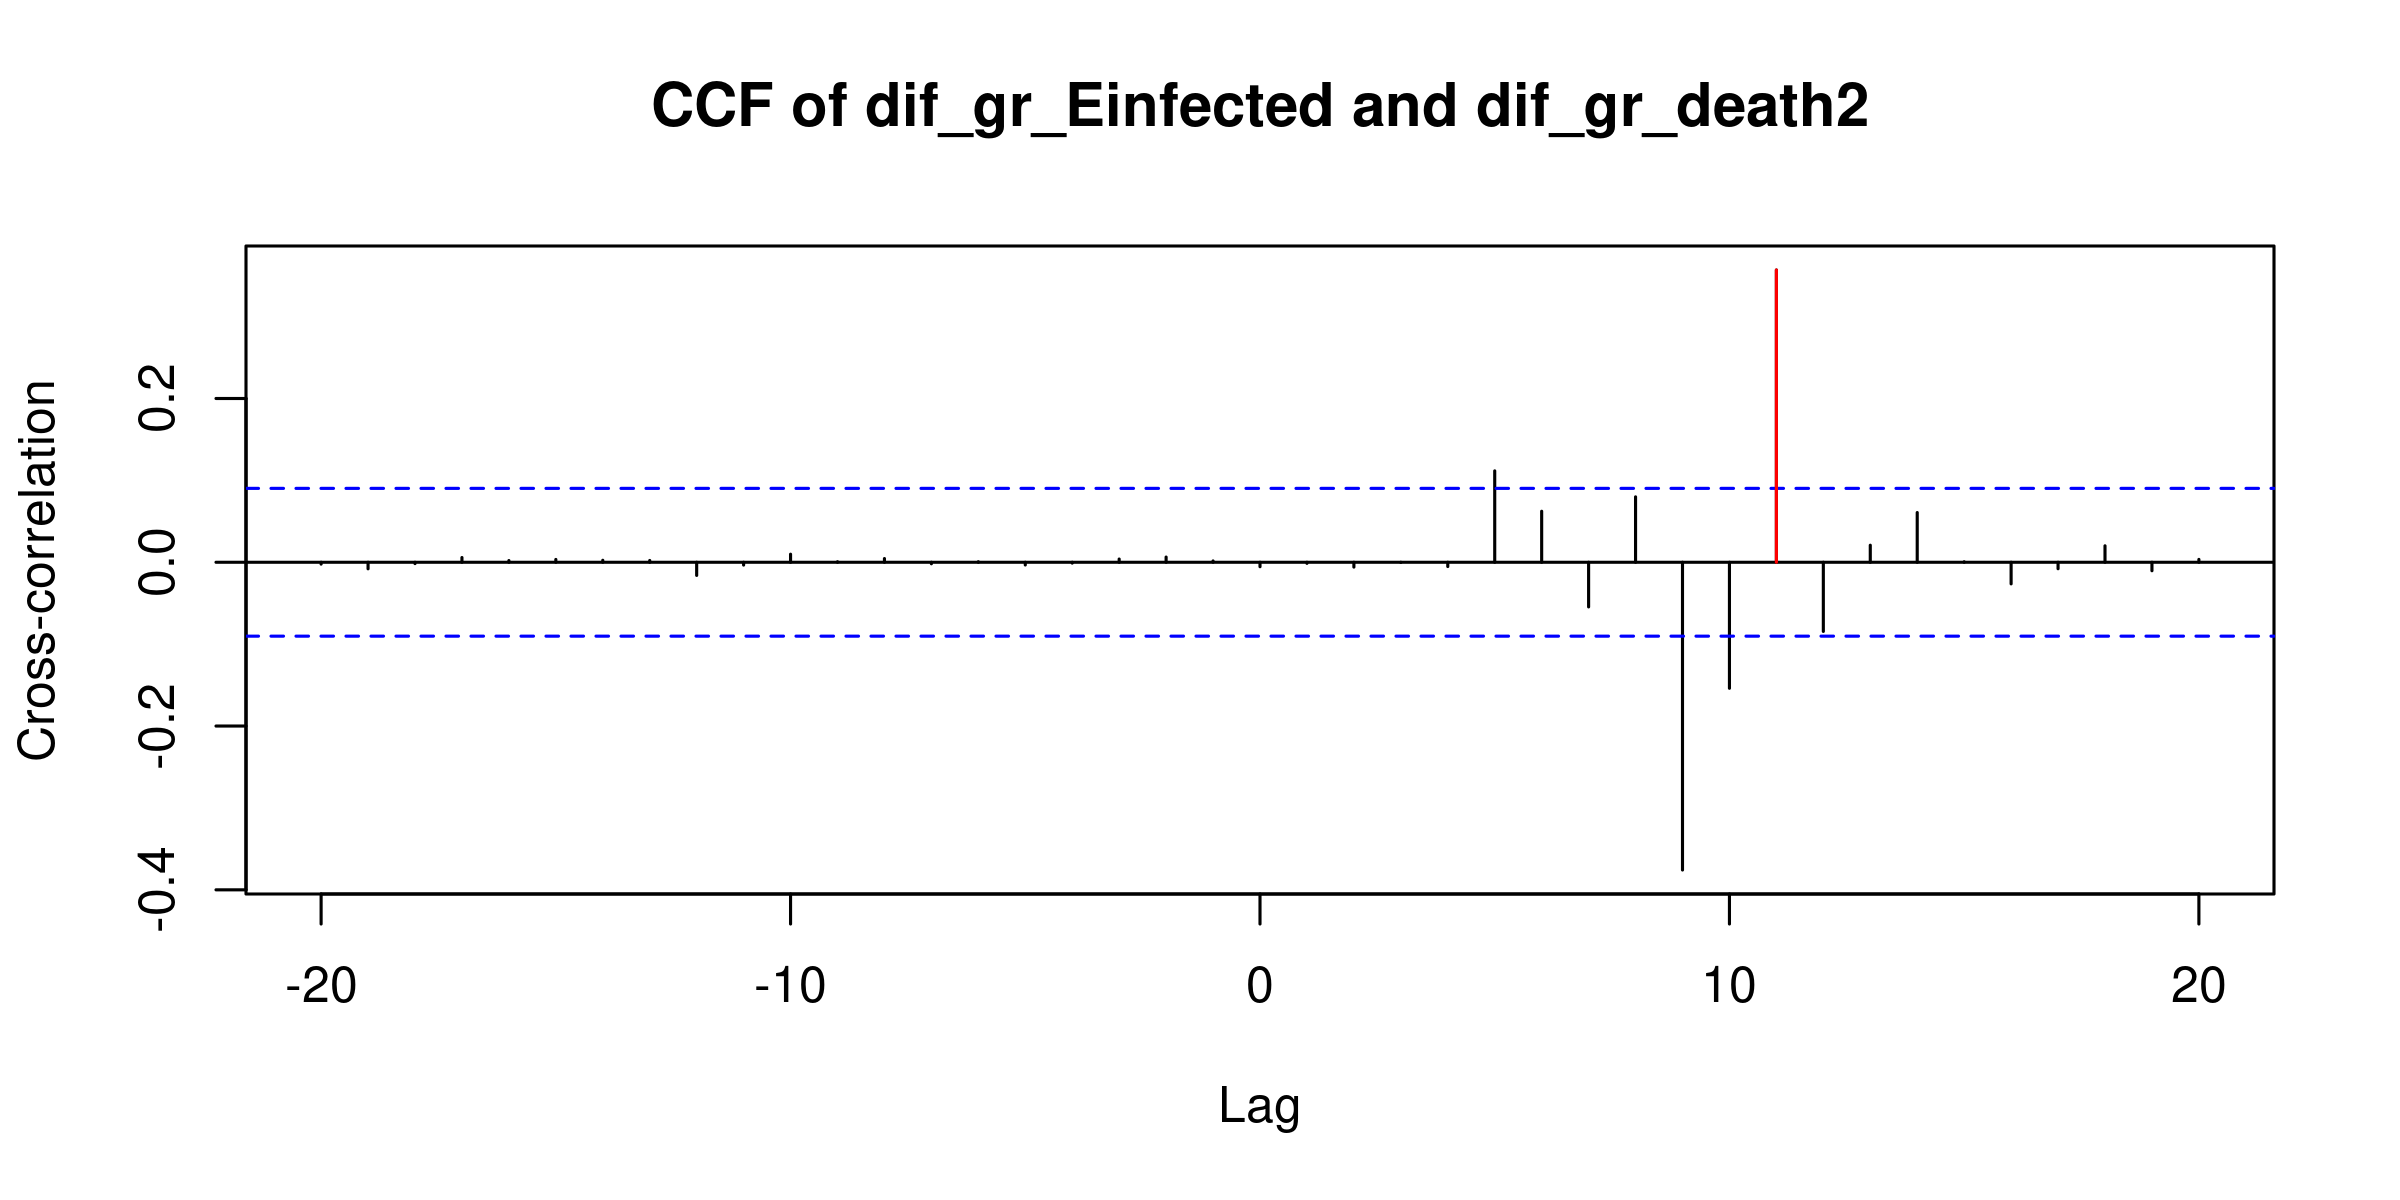 CCF of dif_gr_Einfected and dif_gr_death2
Cross-correlation
0.2
0.0
-0.2
-0.4
-20 -10 0 10 20
Lag